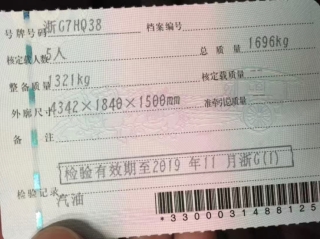 号牌号码 浙G7HQ38 档案编号
核定载人数 5人 总质量 1696kg
整备质量 1321kg 核定载质量
外廓尺寸 4342×1840×1500mm 准牵引总质量
备注
检验有效期至2019年11月浙G(1)
检验记录
汽油
*3300031488125